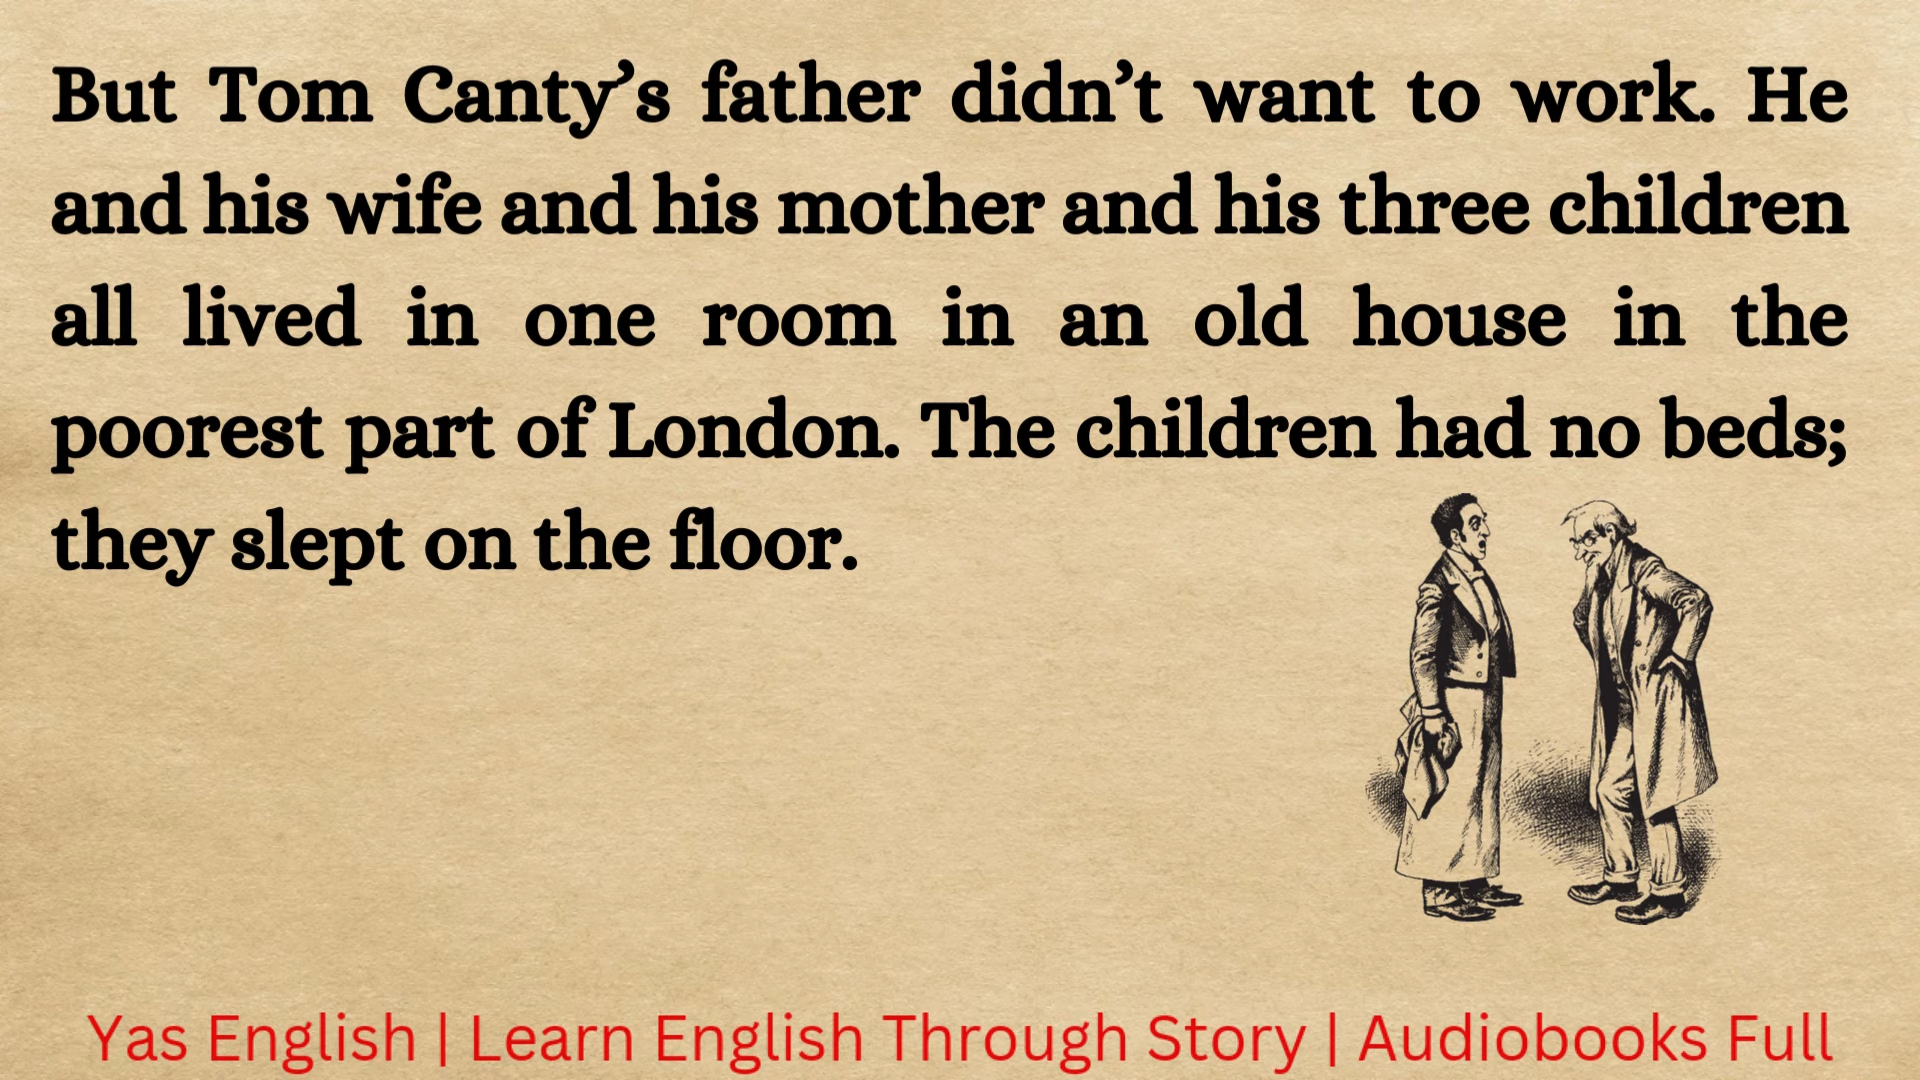 But Tom Canty’s father didn’t want to work. He
and his wife and his mother and his three children
all lived in one room in an old house in the
poorest part of London. The children had no beds;
they slept on the floor.
Yas English | Learn English Through Story | Audiobooks Full